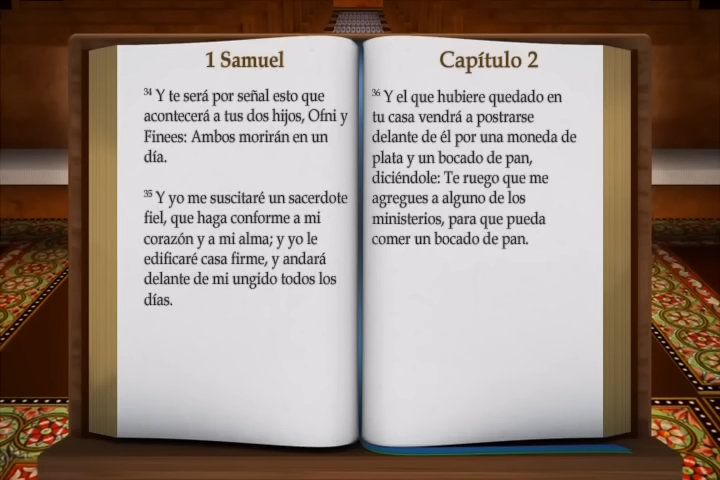 1 Samuel
³⁴ Y te será por señal esto que
acontecerá a tus dos hijos, Ofni y
Finees: Ambos morirán en un
día.
³⁵ Y yo me suscitaré un sacerdote
fiel, que haga conforme a mi
corazón y a mi alma; y yo le
edificaré casa firme, y andará
delante de mi ungido todos los
días.
Capítulo 2
³⁶ Y el que hubiere quedado en
tu casa vendrá a postrarse
delante de él por una moneda de
plata y un bocado de pan,
diciéndole: Te ruego que me
agregues a alguno de los
ministerios, para que pueda
comer un bocado de pan.